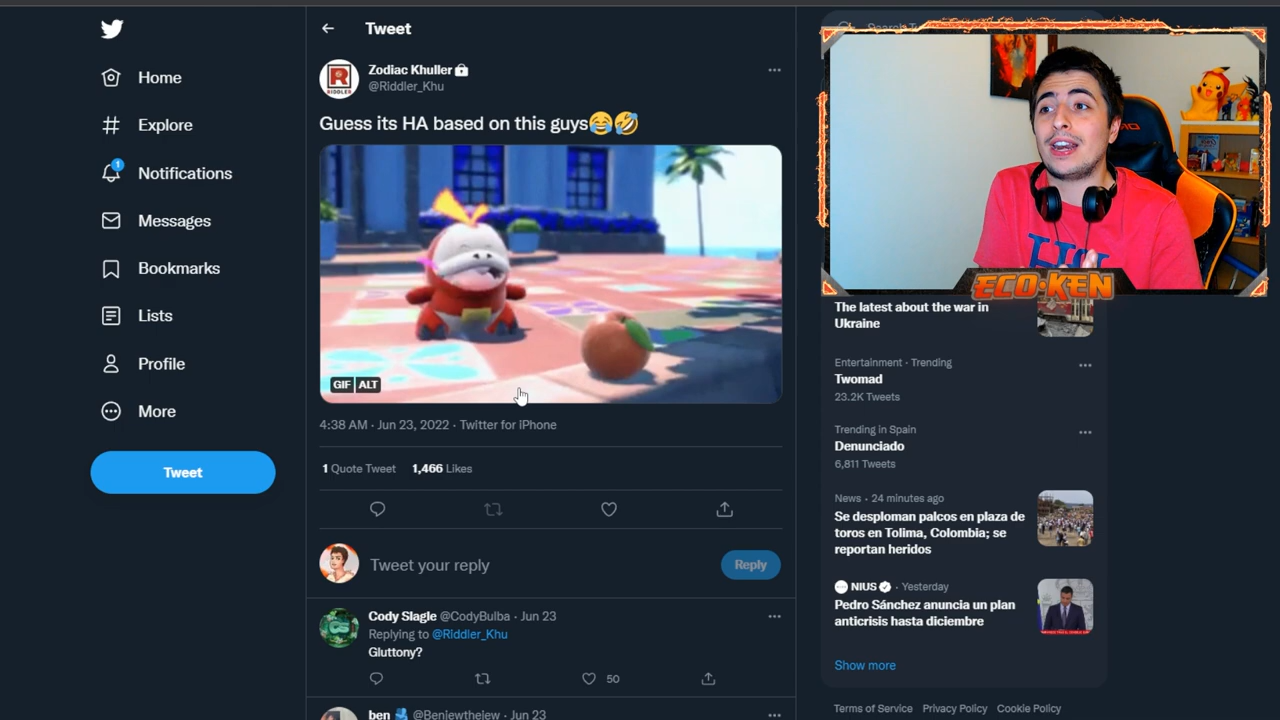 Home
Explore
1
Notifications
Messages
Bookmarks
Lists
Profile
More
Tweet
Tweet
Zodiac Khuller
@Riddler_Khu
RIDDLER
Guess its HA based on this guys😂🤣
GIF ALT
4:38 AM · Jun 23, 2022 · Twitter for iPhone
1 Quote Tweet 1,466 Likes
Tweet your reply
Reply
Cody Slagle @CodyBulba · Jun 23
Replying to @Riddler_Khu
Gluttony?
50
ben @Benjewthejew · Jun 23
ECO·KEN
The latest about the war in
Ukraine
Entertainment · Trending
Twomad
23.2K Tweets
Trending in Spain
Denunciado
6,811 Tweets
News · 24 minutes ago
Se desploman palcos en plaza de
toros en Tolima, Colombia; se
reportan heridos
NIUS · Yesterday
Pedro Sánchez anuncia un plan
anticrisis hasta diciembre
Show more
Terms of Service Privacy Policy Cookie Policy